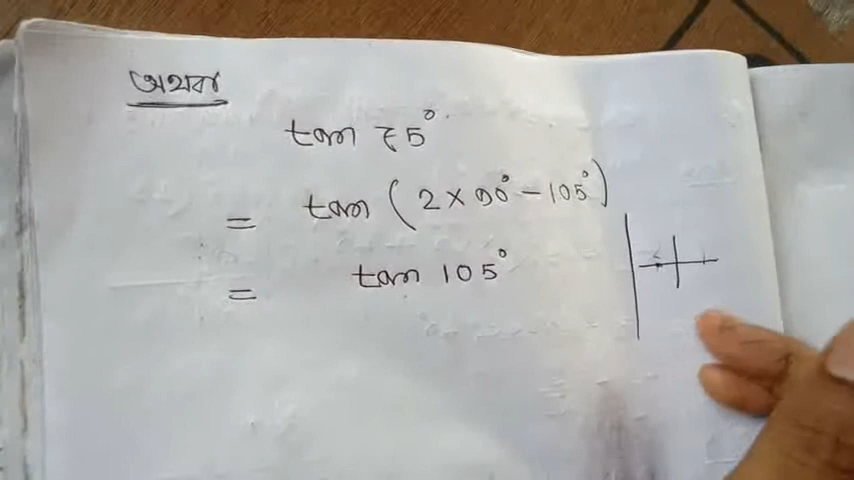 অথবা
tan 75°
= tan (2 × 90° - 105°)
= tan 105°